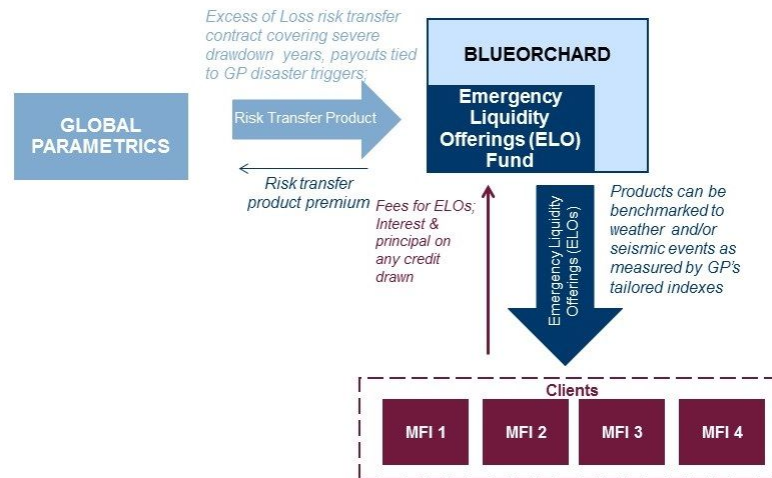 Excess of Loss risk transfer
contract covering severe
drawdown years, payouts tied
to GP disaster triggers;
BLUEORCHARD
GLOBAL
PARAMETRICS
Risk Transfer Product
Emergency
Liquidity
Offerings (ELO)
Fund
Risk transfer
product premium
Fees for ELOs;
Interest &
principal on
any credit
drawn
Emergency Liquidity
Offerings (ELOs)
Products can be
benchmarked to
weather and/or
seismic events as
measured by GP's
tailored indexes
Clients
MFI 1
MFI 2
MFI 3
MFI 4